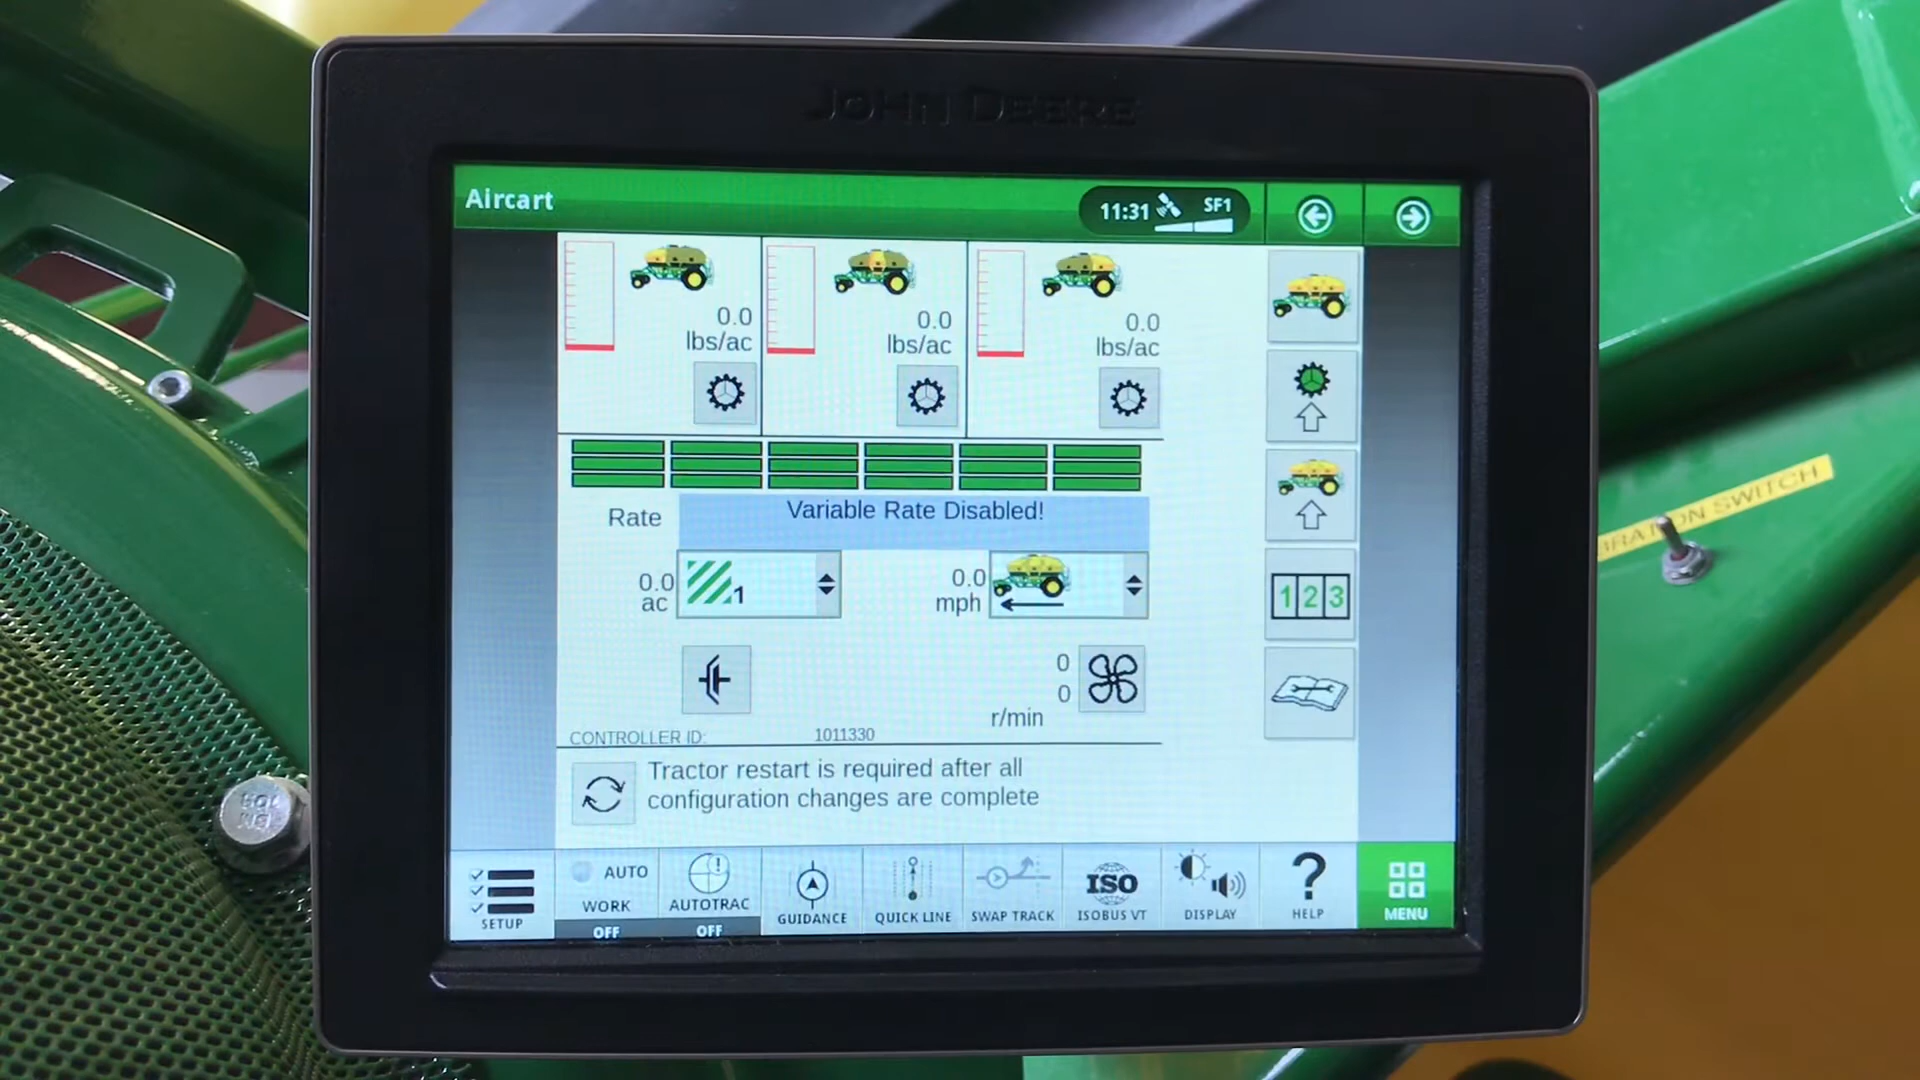 JOHN DEERE
Aircart
11:31 SF1
0.0
lbs/ac
0.0
lbs/ac
0.0
lbs/ac
Rate
Variable Rate Disabled!
0.0
ac
1
0.0
mph
0
0
r/min
1 2 3
CONTROLLER ID: 1011330
Tractor restart is required after all
configuration changes are complete
SETUP
AUTO
WORK
OFF
AUTOTRAC
OFF
GUIDANCE
QUICK LINE
SWAP TRACK
ISO
ISOBUS VT
DISPLAY
?
HELP
MENU
SWITCH